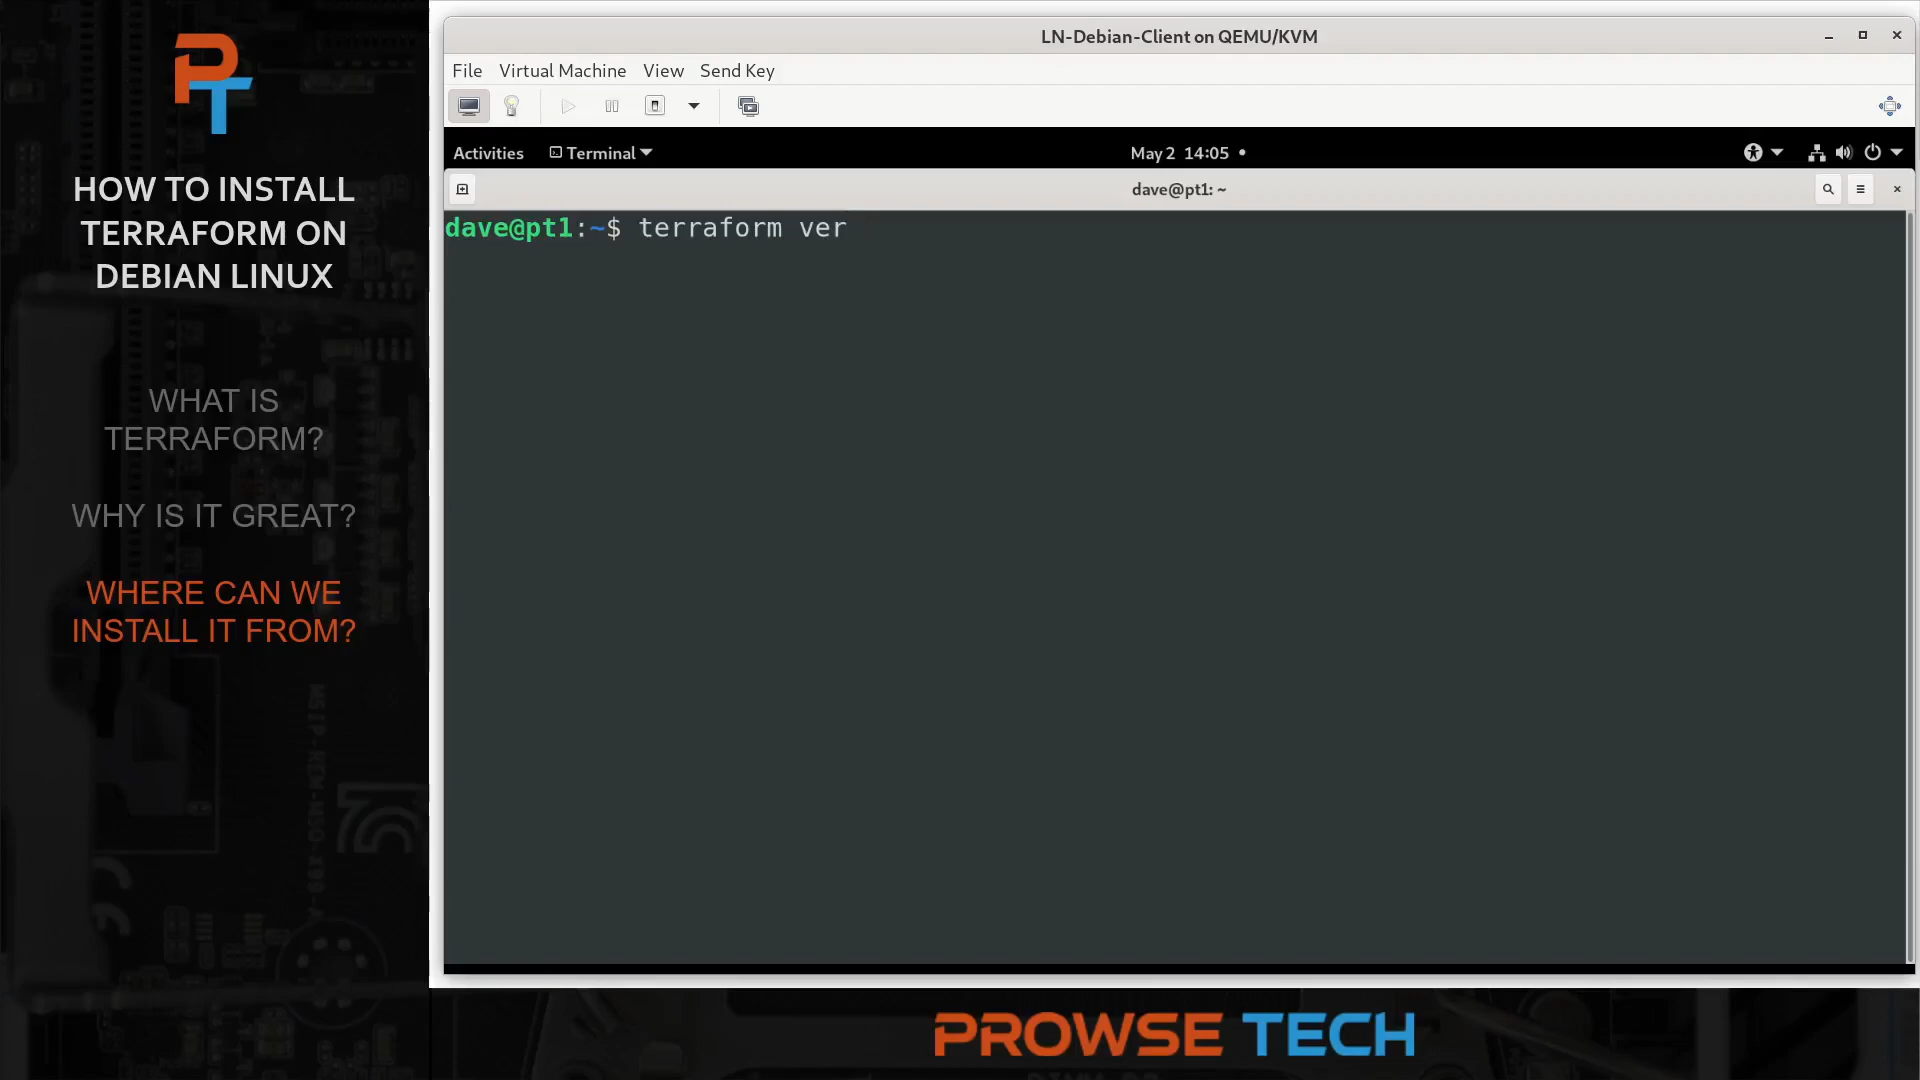 HOW TO INSTALL
TERRAFORM ON
DEBIAN LINUX
WHAT IS
TERRAFORM?
WHY IS IT GREAT?
WHERE CAN WE
INSTALL IT FROM?
LN-Debian-Client on QEMU/KVM
File Virtual Machine View Send Key
Activities Terminal May 2 14:05
dave@pt1: ~
dave@pt1:~$ terraform ver
PROWSE TECH